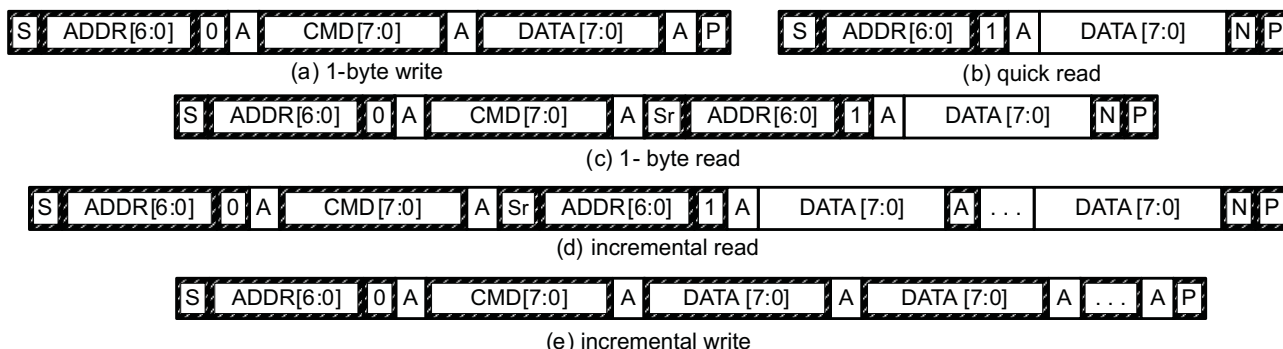 S ADDR[6:0] 0 A CMD[7:0] A DATA [7:0] A P
(a) 1-byte write
S ADDR[6:0] 1 A DATA [7:0] N P
(b) quick read
S ADDR[6:0] 0 A CMD[7:0] A Sr ADDR[6:0] 1 A DATA [7:0] N P
(c) 1- byte read
S ADDR[6:0] 0 A CMD[7:0] A Sr ADDR[6:0] 1 A DATA [7:0] A . . . DATA [7:0] N P
(d) incremental read
S ADDR[6:0] 0 A CMD[7:0] A DATA [7:0] A DATA [7:0] A . . . A P
(e) incremental write